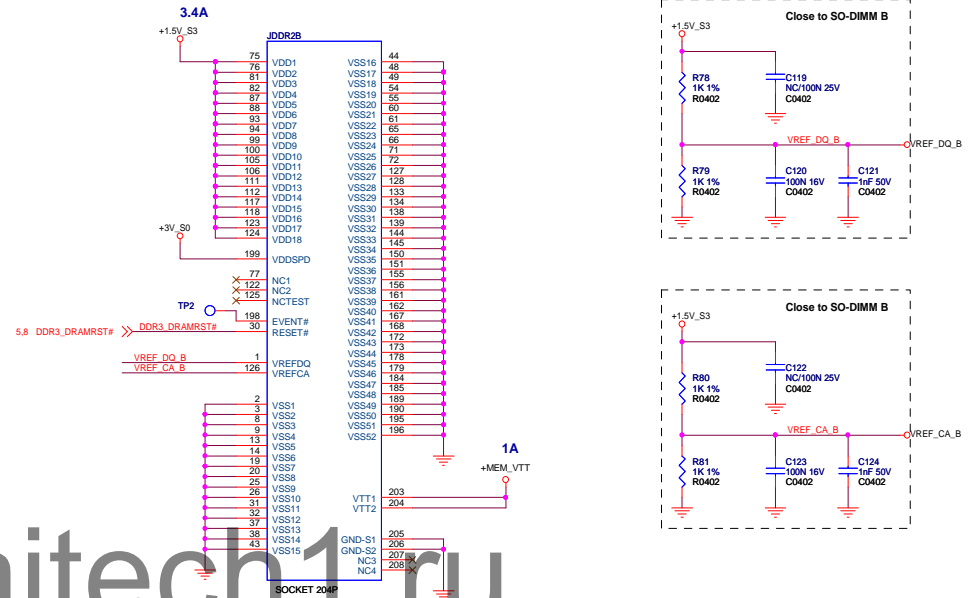 3.4A
+1.5V_S3
JDDR2B
75 VDD1 VSS16 44
76 VDD2 VSS17 48
81 VDD3 VSS18 49
82 VDD4 VSS19 54
87 VDD5 VSS20 55
88 VDD6 VSS21 60
93 VDD7 VSS22 61
94 VDD8 VSS23 65
99 VDD9 VSS24 66
100 VDD10 VSS25 71
105 VDD11 VSS26 72
106 VDD12 VSS27 127
111 VDD13 VSS28 128
112 VDD14 VSS29 133
117 VDD15 VSS30 134
118 VDD16 VSS31 138
123 VDD17 VSS32 139
124 VDD18 VSS33 144
VSS34 145
+3V_S0
199 VDDSPD VSS35 150
VSS36 151
77 NC1 VSS37 155
122 NC2 VSS38 156
125 NCTEST VSS39 161
VSS40 162
TP2
198 EVENT# VSS41 167
5,8 DDR3_DRAMRST# DDR3_DRAMRST# 30 RESET# VSS42 168
VSS43 172
VSS44 173
VREF_DQ_B 1 VREFDQ VSS45 178
VREF_CA_B 126 VREFCA VSS46 179
VSS47 184
VSS48 185
2 VSS1 VSS49 189
3 VSS2 VSS50 190
8 VSS3 VSS51 195
9 VSS4 VSS52 196
13 VSS5
14 VSS6
19 VSS7
20 VSS8
25 VSS9
26 VSS10
31 VSS11
32 VSS12
37 VSS13
38 VSS14
43 VSS15
1A
+MEM_VTT
VTT1 203
VTT2 204
GND-S1 205
GND-S2 206
NC3 207
NC4 208
SOCKET 204P
Close to SO-DIMM B
+1.5V_S3
R78
1K 1%
R0402
C119
NC/100N 25V
C0402
VREF_DQ_B
VREF_DQ_B
R79
1K 1%
R0402
C120
100N 16V
C0402
C121
1nF 50V
C0402
Close to SO-DIMM B
+1.5V_S3
R80
1K 1%
R0402
C122
NC/100N 25V
C0402
VREF_CA_B
VREF_CA_B
R81
1K 1%
R0402
C123
100N 16V
C0402
C124
1nF 50V
C0402
hitech1.ru